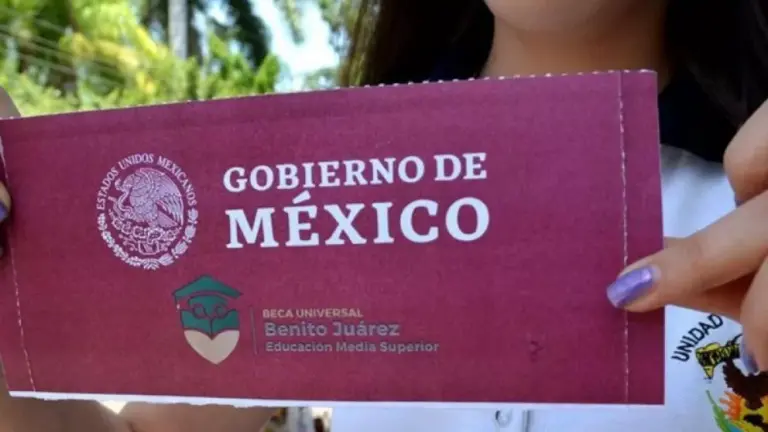 ESTADOS UNIDOS MEXICANOS
GOBIERNO DE
MÉXICO
BECA UNIVERSAL
Benito Juárez
Educación Media Superior
UNIDAD